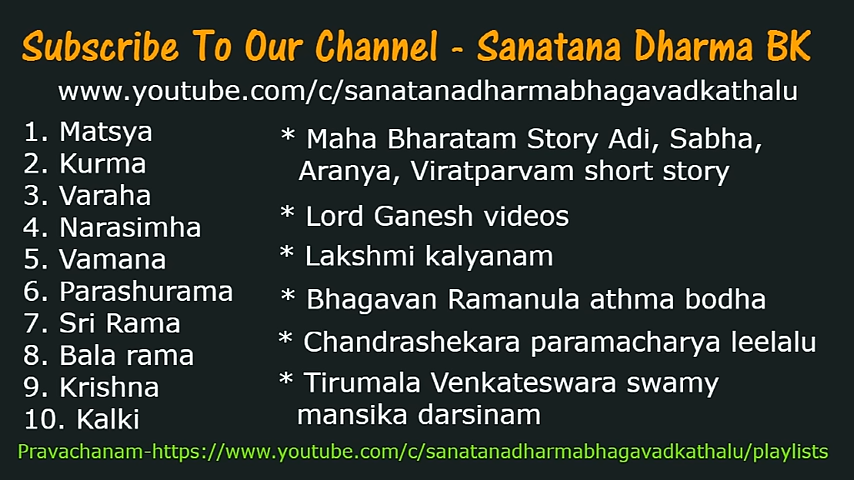 Subscribe To Our Channel - Sanatana Dharma BK
www.youtube.com/c/sanatanadharmabhagavadkathalu
1. Matsya
2. Kurma
3. Varaha
4. Narasimha
5. Vamana
6. Parashurama
7. Sri Rama
8. Bala rama
9. Krishna
10. Kalki
* Maha Bharatam Story Adi, Sabha,
Aranya, Viratparvam short story
* Lord Ganesh videos
* Lakshmi kalyanam
* Bhagavan Ramanula athma bodha
* Chandrashekara paramacharya leelalu
* Tirumala Venkateswara swamy
mansika darsinam
Pravachanam-https://www.youtube.com/c/sanatanadharmabhagavadkathalu/playlists